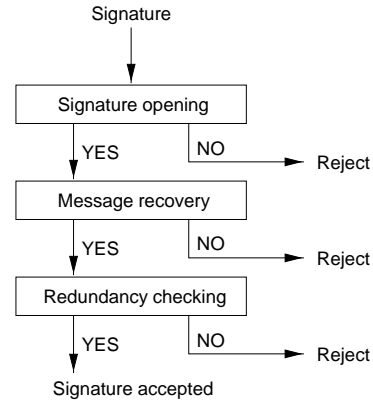 Signature
Signature opening
YES
NO
Reject
Message recovery
YES
NO
Reject
Redundancy checking
YES
NO
Reject
Signature accepted